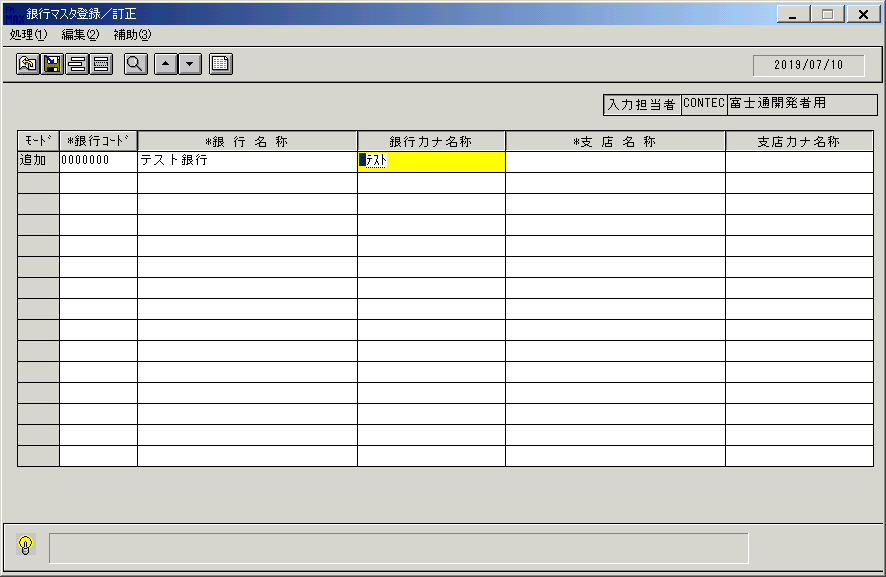 銀行マスタ登録／訂正
処理(1) 編集(2) 補助(3)
2019/07/10
入力担当者 CONTEC 富士通開発者用
ﾓｰﾄﾞ *銀行ｺｰﾄﾞ *銀 行 名 称 銀行カナ名称 *支 店 名 称 支店カナ名称
追加 0000000 テスト銀行 ﾃｽﾄ